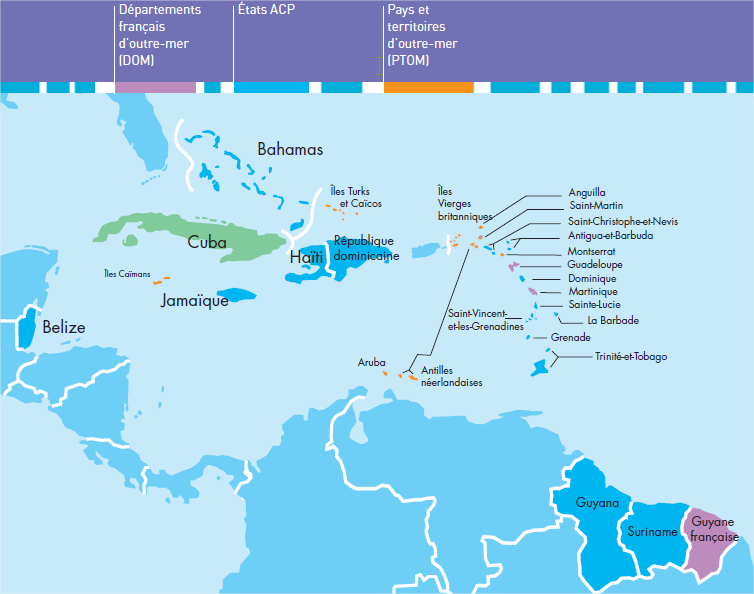 Départements
français
d'outre-mer
(DOM)
États ACP
Pays et
territoires
d'outre-mer
(PTOM)
Bahamas
Îles Turks
et Caïcos
Îles
Vierges
britanniques
Anguilla
Saint-Martin
Saint-Christophe-et-Nevis
Antigua-et-Barbuda
Montserrat
Guadeloupe
Dominique
Martinique
Sainte-Lucie
La Barbade
Saint-Vincent-
et-les-Grenadines
Grenade
Trinité-et-Tobago
Cuba
Haïti
République
dominicaine
Îles Caïmans
Jamaïque
Belize
Aruba
Antilles
néerlandaises
Guyana
Suriname
Guyane
française